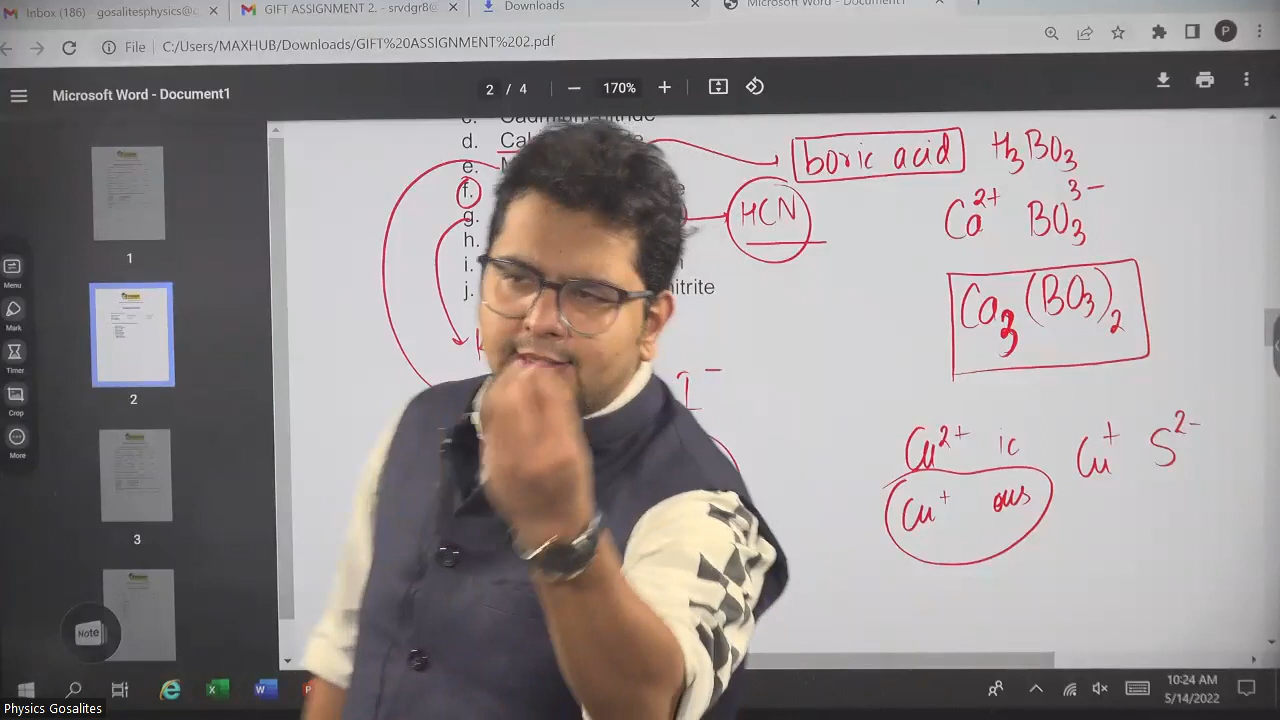 Inbox (186) gosalitesphysics@
GIFT ASSIGNMENT 2. - srvdgr8@
Downloads
Microsoft Word - Document1
File C:/Users/MAXHUB/Downloads/GIFT%20ASSIGNMENT%202.pdf P
Microsoft Word - Document1 2 / 4 170%
d. Cal
boric acid H3BO3
e.
f.
g. HCN
Ca2+ BO3 3-
h.
i.
j. nitrite
Ca3(BO3)2
1
Menu
Mark
Timer
Crop
More
I-
2
Cu2+ ic Cu+ S2-
Cu+ ous
3
Note
10:24 AM
5/14/2022
Physics Gosalites